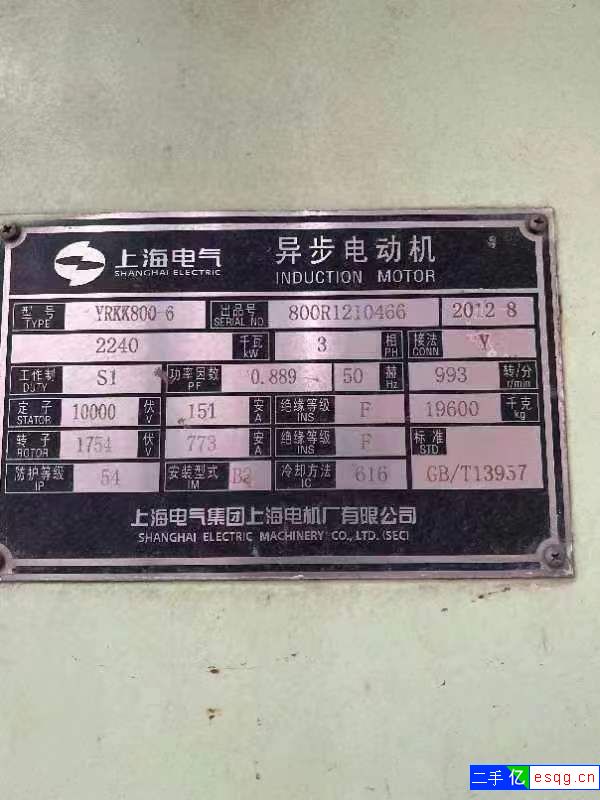 上海电气 异步电动机
SHANGHAI ELECTRIC INDUCTION MOTOR
型号 TYPE YRKK800-6 出品号 SERIAL NO 800R1210466 2012 8
2240 千瓦 kW 3 相 PH 接法 CONN Y
工作制 DUTY S1 功率因数 PF 0.889 50 赫 Hz 993 转/分 r/min
定子 STATOR 10000 伏 V 151 安 A 绝缘等级 INS F 19600 千克 kg
转子 ROTOR 1754 伏 V 773 安 A 绝缘等级 INS F 标准 STD
防护等级 IP 54 安装型式 IM 冷却方法 IC 616 GB/T13957
上海电气集团上海电机厂有限公司
SHANGHAI ELECTRIC MACHINERY CO., LTD. (SEC)
二手亿 esqg.cn